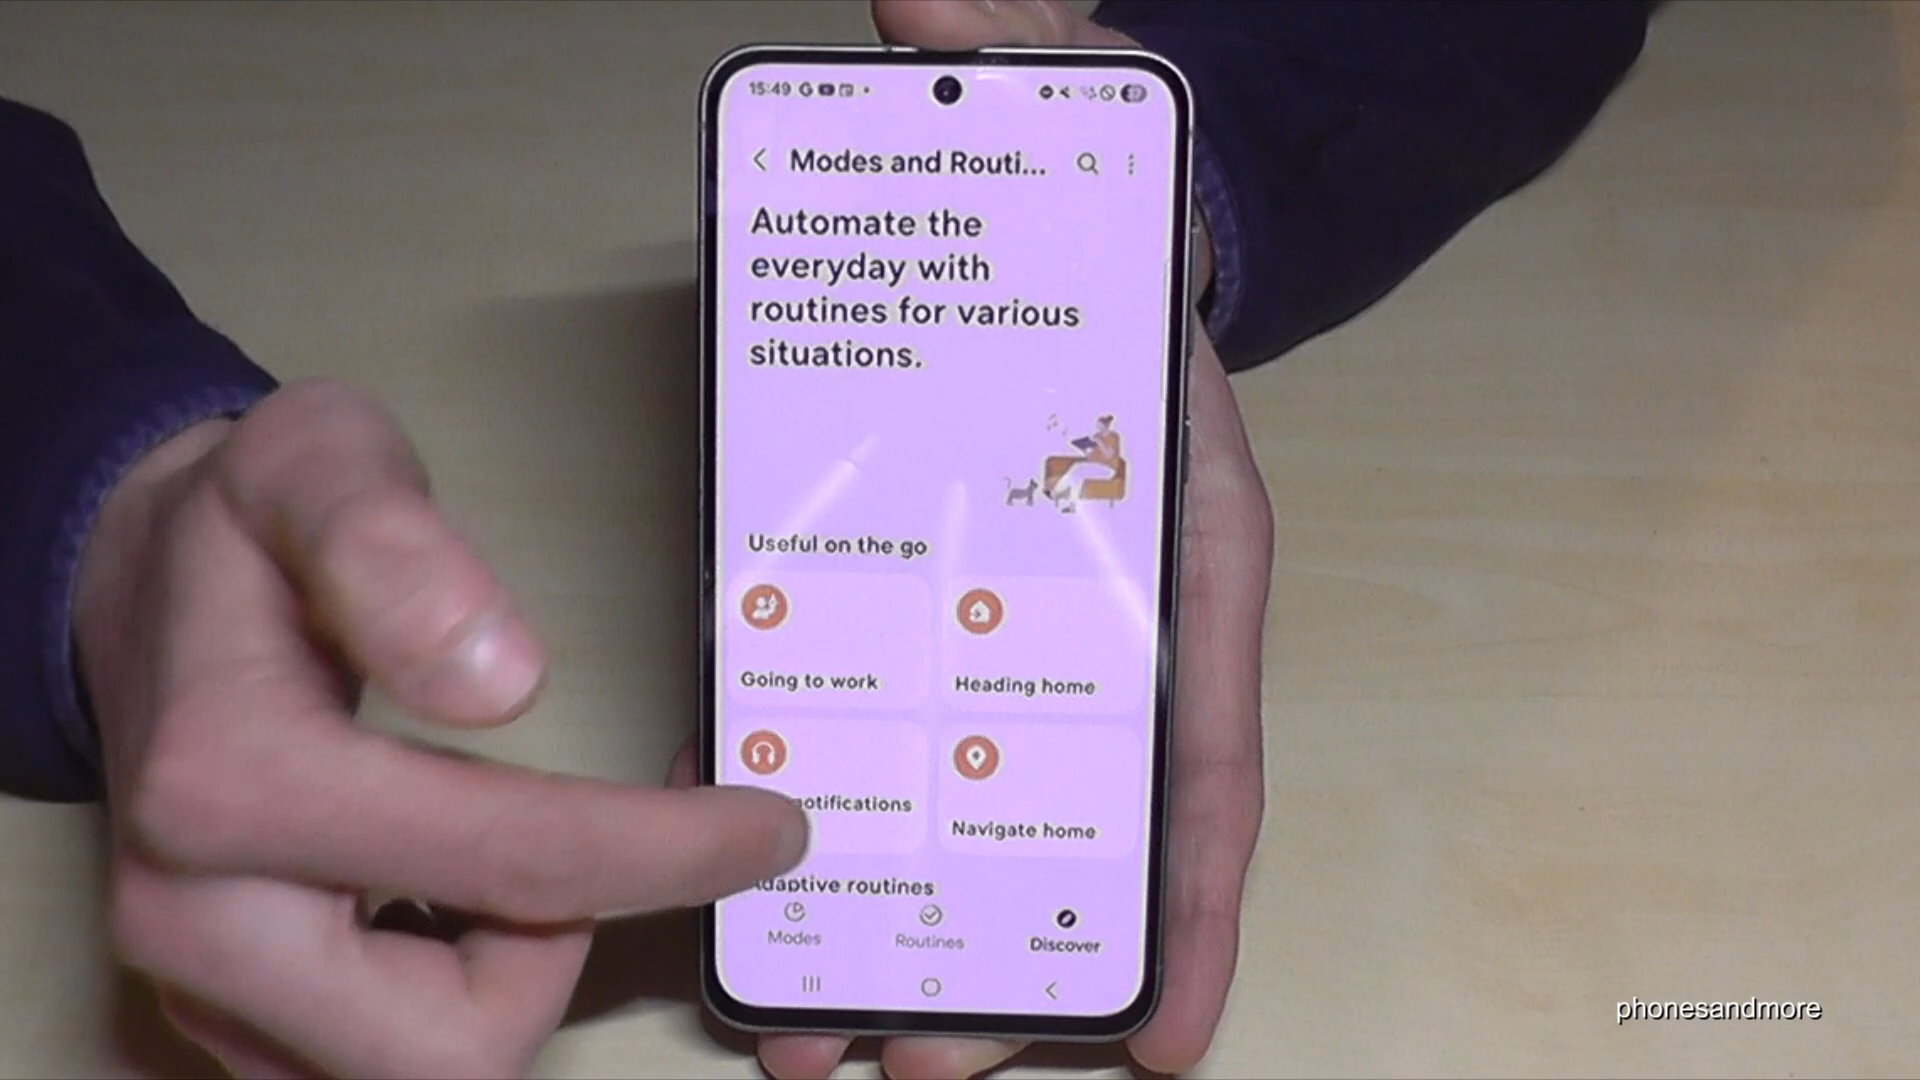 15:49
Modes and Routi...
Automate the
everyday with
routines for various
situations.
Useful on the go
Going to work
Heading home
notifications
Navigate home
Adaptive routines
Modes
Routines
Discover
phonesandmore